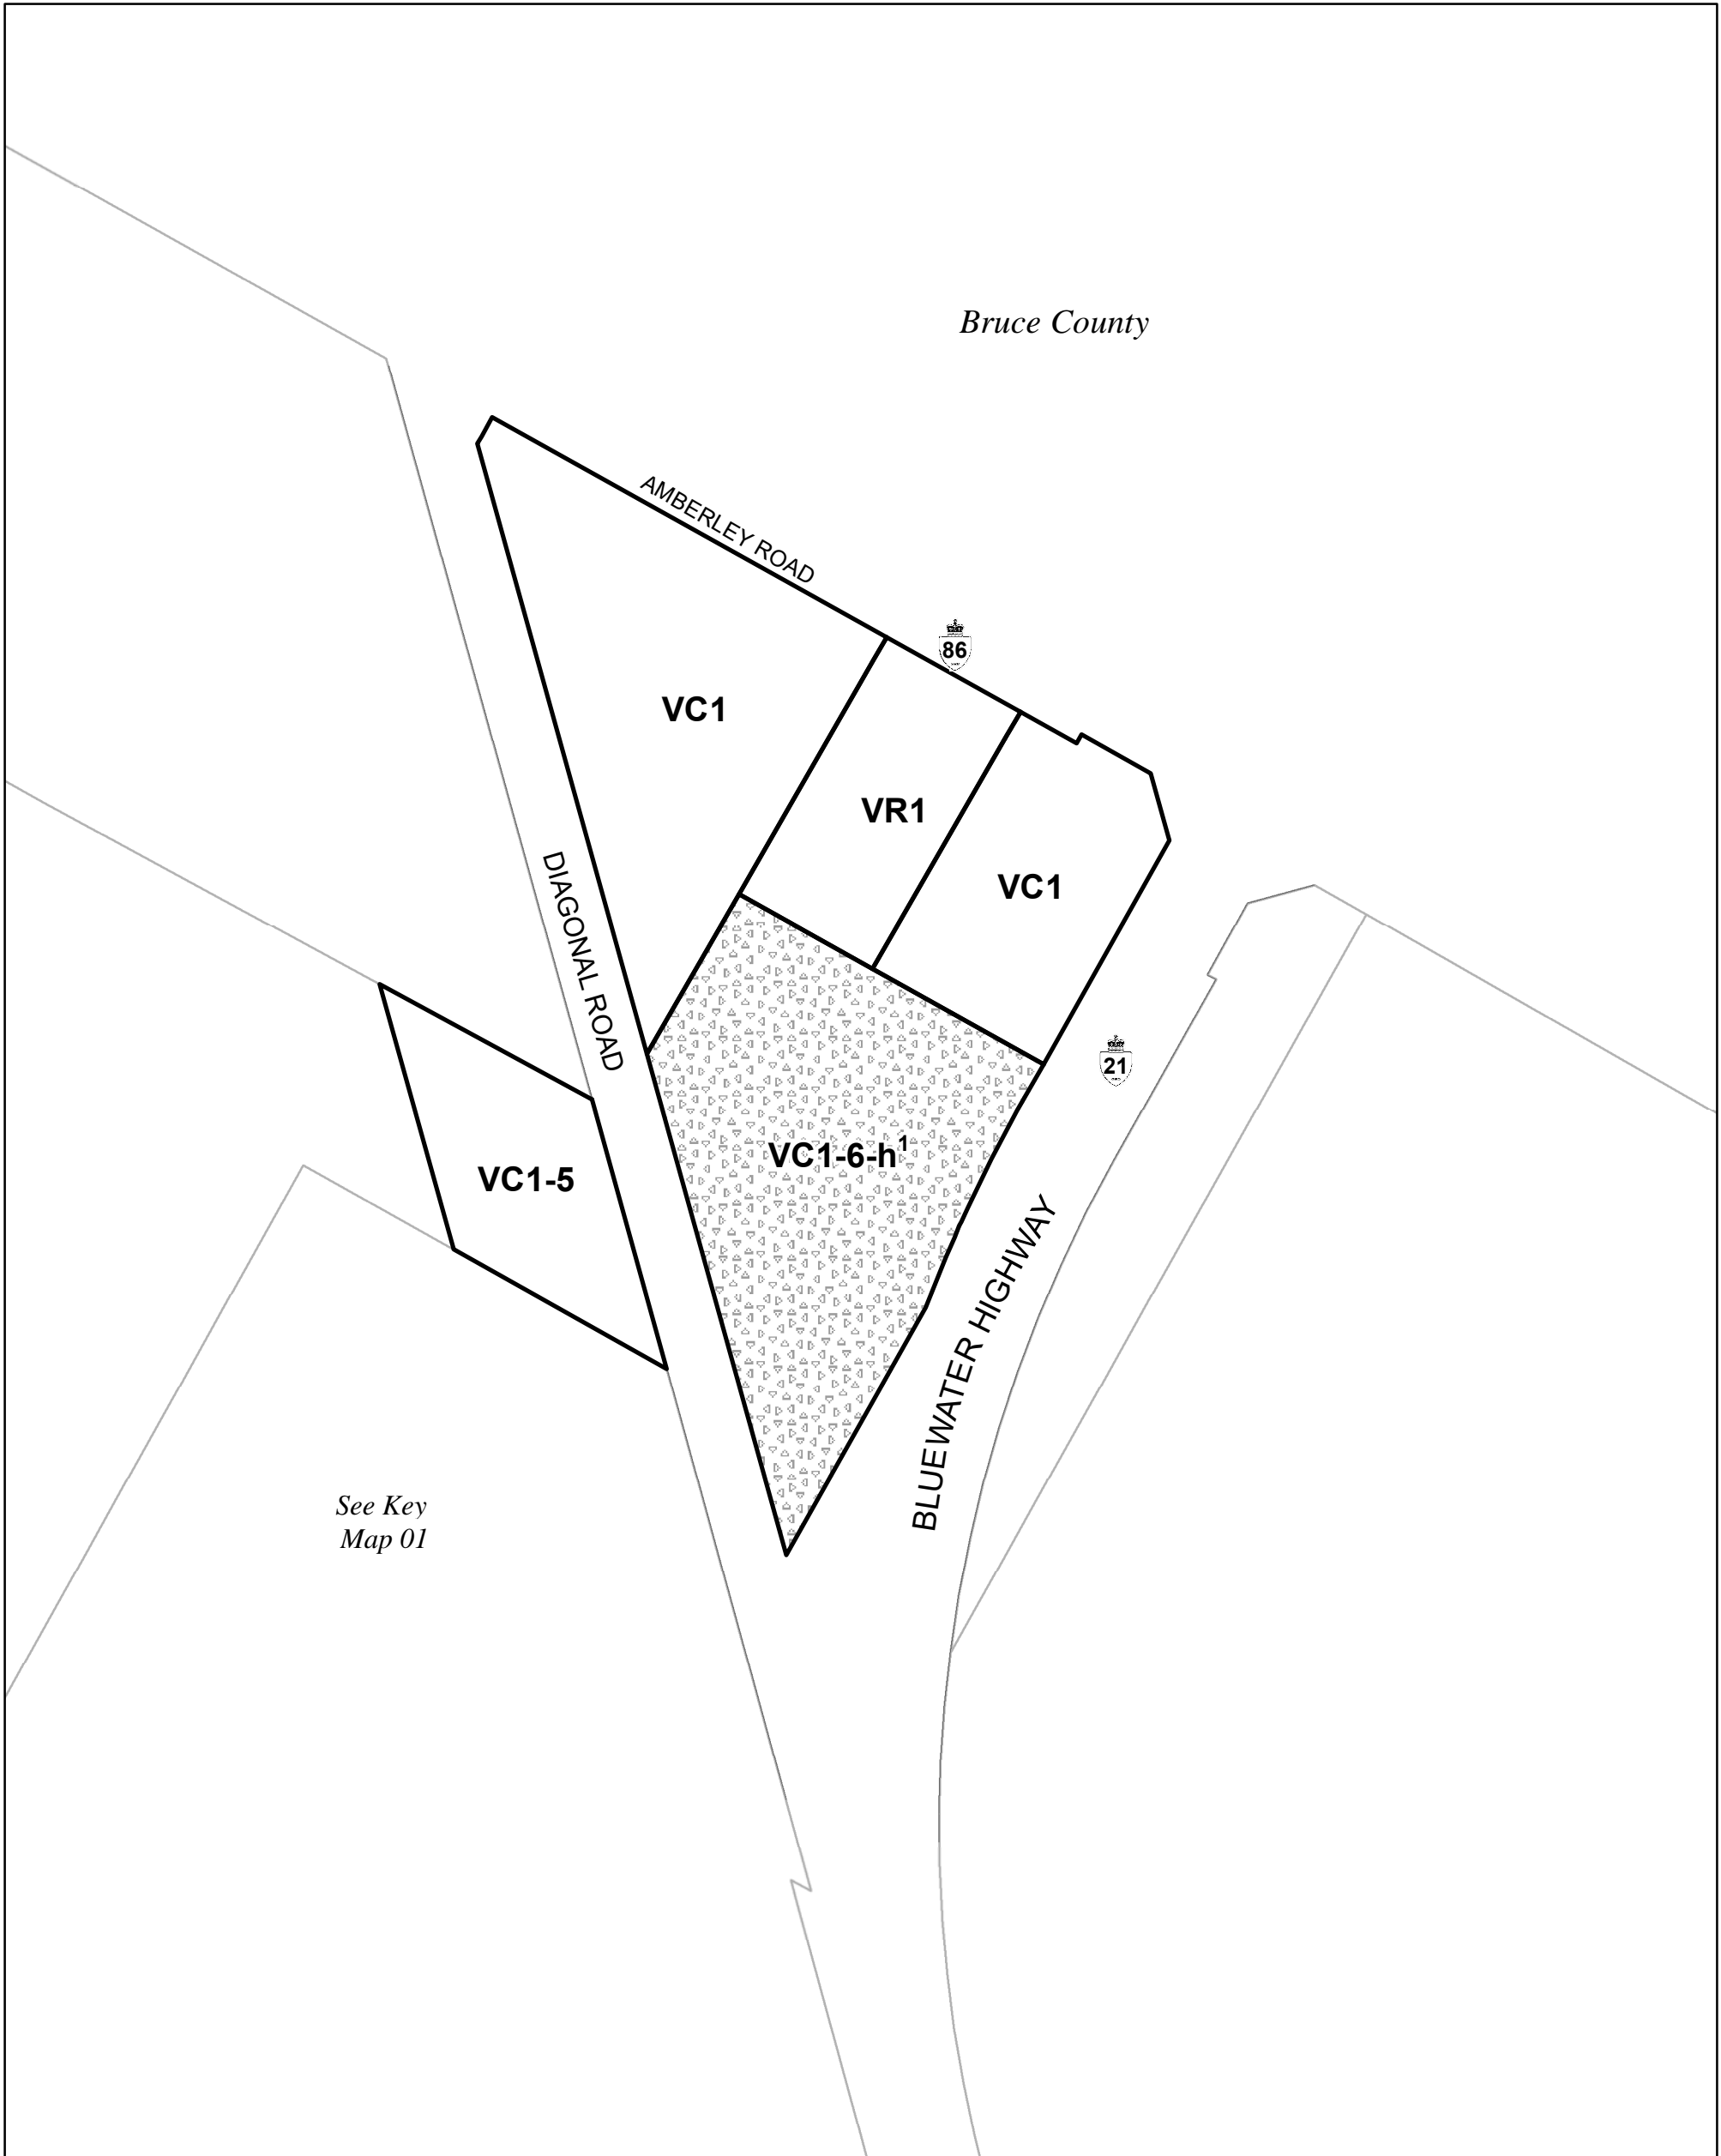 Bruce County
AMBERLEY ROAD
86
VC1
VR1
VC1
DIAGONAL ROAD
21
VC1-6-h¹
VC1-5
BLUEWATER HIGHWAY
See Key
Map 01